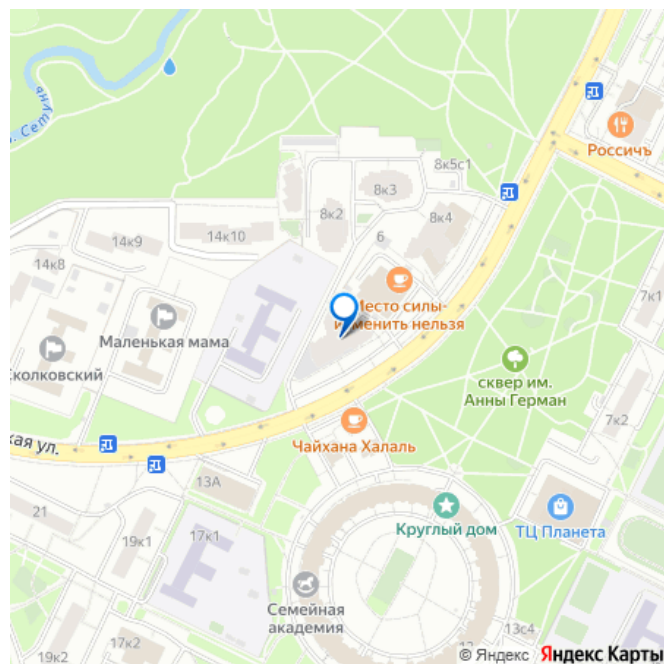 р. Сетунь
Россичъ
8к5с1
8к3
8к2
8к4
6
14к9
14к10
14к8
7к1
Место силы-
изменить нельзя
Маленькая мама
Сколковский
сквер им.
Анны Герман
7к2
Чайхана Халаль
кая ул.
13А
21
19к1
17к1
Круглый дом
ТЦ Планета
Семейная
академия
13с4
13
17к2
19к2
© Яндекс Яндекс Карты